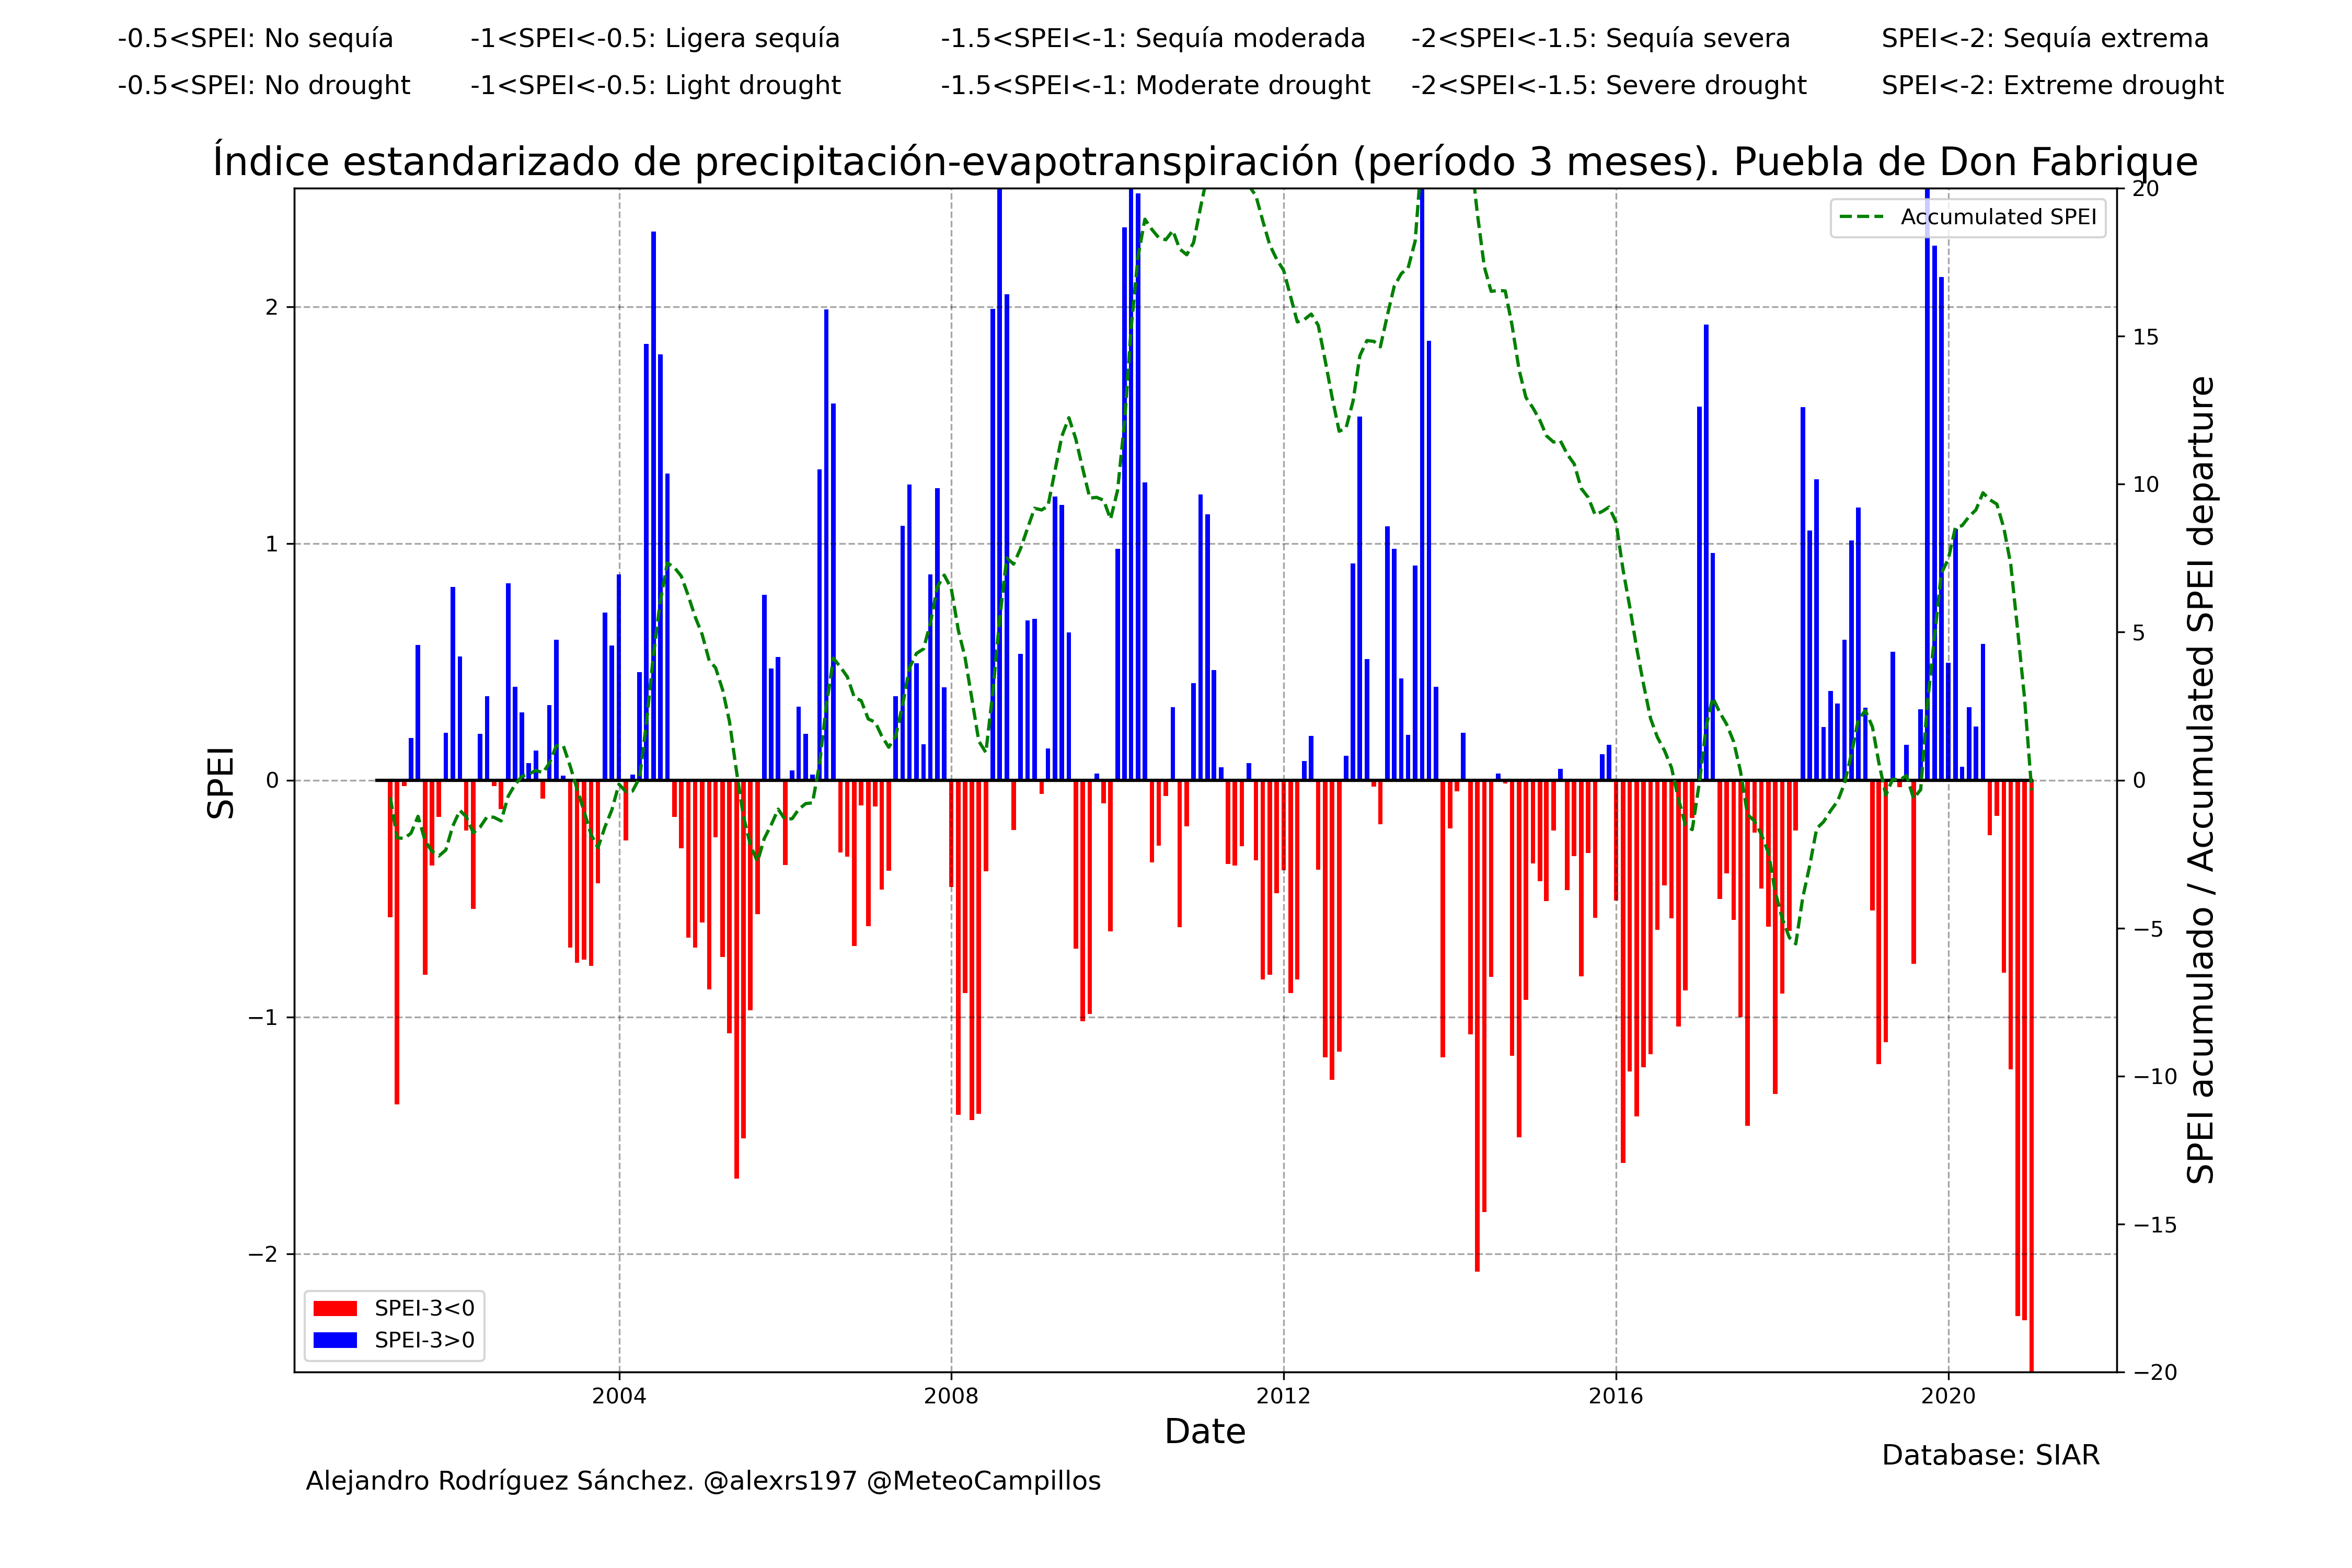 -0.5<SPEI: No sequía -1<SPEI<-0.5: Ligera sequía -1.5<SPEI<-1: Sequía moderada -2<SPEI<-1.5: Sequía severa SPEI<-2: Sequía extrema
-0.5<SPEI: No drought -1<SPEI<-0.5: Light drought -1.5<SPEI<-1: Moderate drought -2<SPEI<-1.5: Severe drought SPEI<-2: Extreme drought
Índice estandarizado de precipitación-evapotranspiración (período 3 meses). Puebla de Don Fabrique
Accumulated SPEI
SPEI
2
1
0
−1
−2
20
15
10
5
0
−5
−10
−15
−20
SPEI acumulado / Accumulated SPEI departure
SPEI-3<0
SPEI-3>0
2004 2008 2012 2016 2020
Date
Database: SIAR
Alejandro Rodríguez Sánchez. @alexrs197 @MeteoCampillos